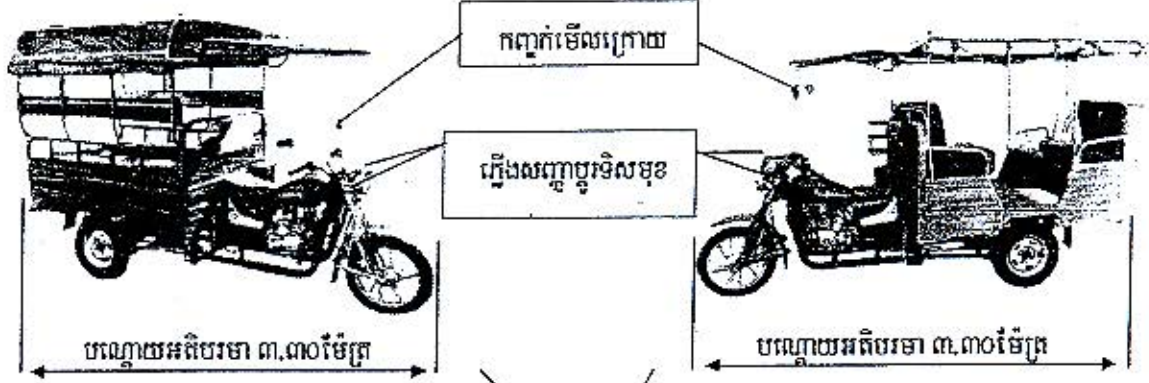 កញ្ចក់មើលក្រោយ
ភ្លើងសញ្ញាប្តូរទិសមុខ
បណ្តោយអតិបរមា ៣.៣០ម៉ែត្រ
បណ្តោយអតិបរមា ៣.៣០ម៉ែត្រ